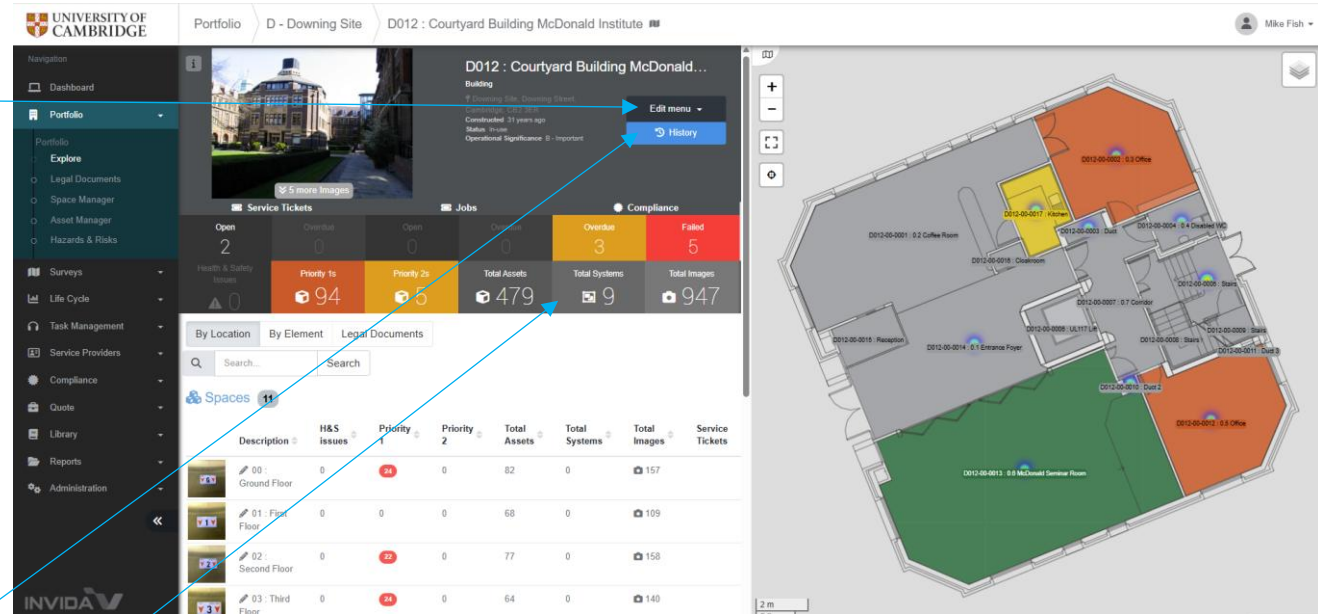 UNIVERSITY OF
CAMBRIDGE
Portfolio
D - Downing Site
D012 : Courtyard Building McDonald Institute
Mike Fish
Navigation
Dashboard
Portfolio
Portfolio
Explore
Legal Documents
Space Manager
Asset Manager
Hazards & Risks
Surveys
Life Cycle
Task Management
Service Providers
Compliance
Quote
Library
Reports
Administration
INVIDA
i
5 more Images
D012 : Courtyard Building McDonald...
Building
Downing Site, Downing Street,
Cambridge, CB2
Constructed 31 years ago
Status In-use
Operational Significance B - Important
Edit menu
History
Service Tickets Jobs Compliance
Open Overdue Open Overdue Overdue Failed
2 0 0 0 3 5
Health & Safety
Issues
Priority 1s Priority 2s Total Assets Total Systems Total Images
0 94 5 479 9 947
By Location By Element Legal Documents
Search... Search
Spaces 11
Description H&S issues Priority 1 Priority 2 Total Assets Total Systems Total Images Service Tickets
00 : Ground Floor 0 24 0 82 0 157
01 : First Floor 0 0 0 68 0 109
02 : Second Floor 0 22 0 77 0 158
03 : Third Floor 0 24 0 64 0 140
+
−
D012-00-0002 : 0.3 Office
D012-00-0017 : Kitchen
D012-00-0003 : Duct
D012-00-0004 : 0.4 Disabled WC
D012-00-0001 : 0.2 Coffee Room
D012-00-0016 : Cloakroom
D012-00-0005 : Stairs
D012-00-0007 : 0.7 Corridor
D012-00-0006 : UL117 Lift
D012-00-0009 : Stairs
D012-00-0015 : Reception
D012-00-0014 : 0.1 Entrance Foyer
D012-00-0008 : Stairs
D012-00-0011 : Duct 3
D012-00-0010 : Duct 2
D012-00-0012 : 0.5 Office
D012-00-0013 : 0.6 McDonald Seminar Room
2 m